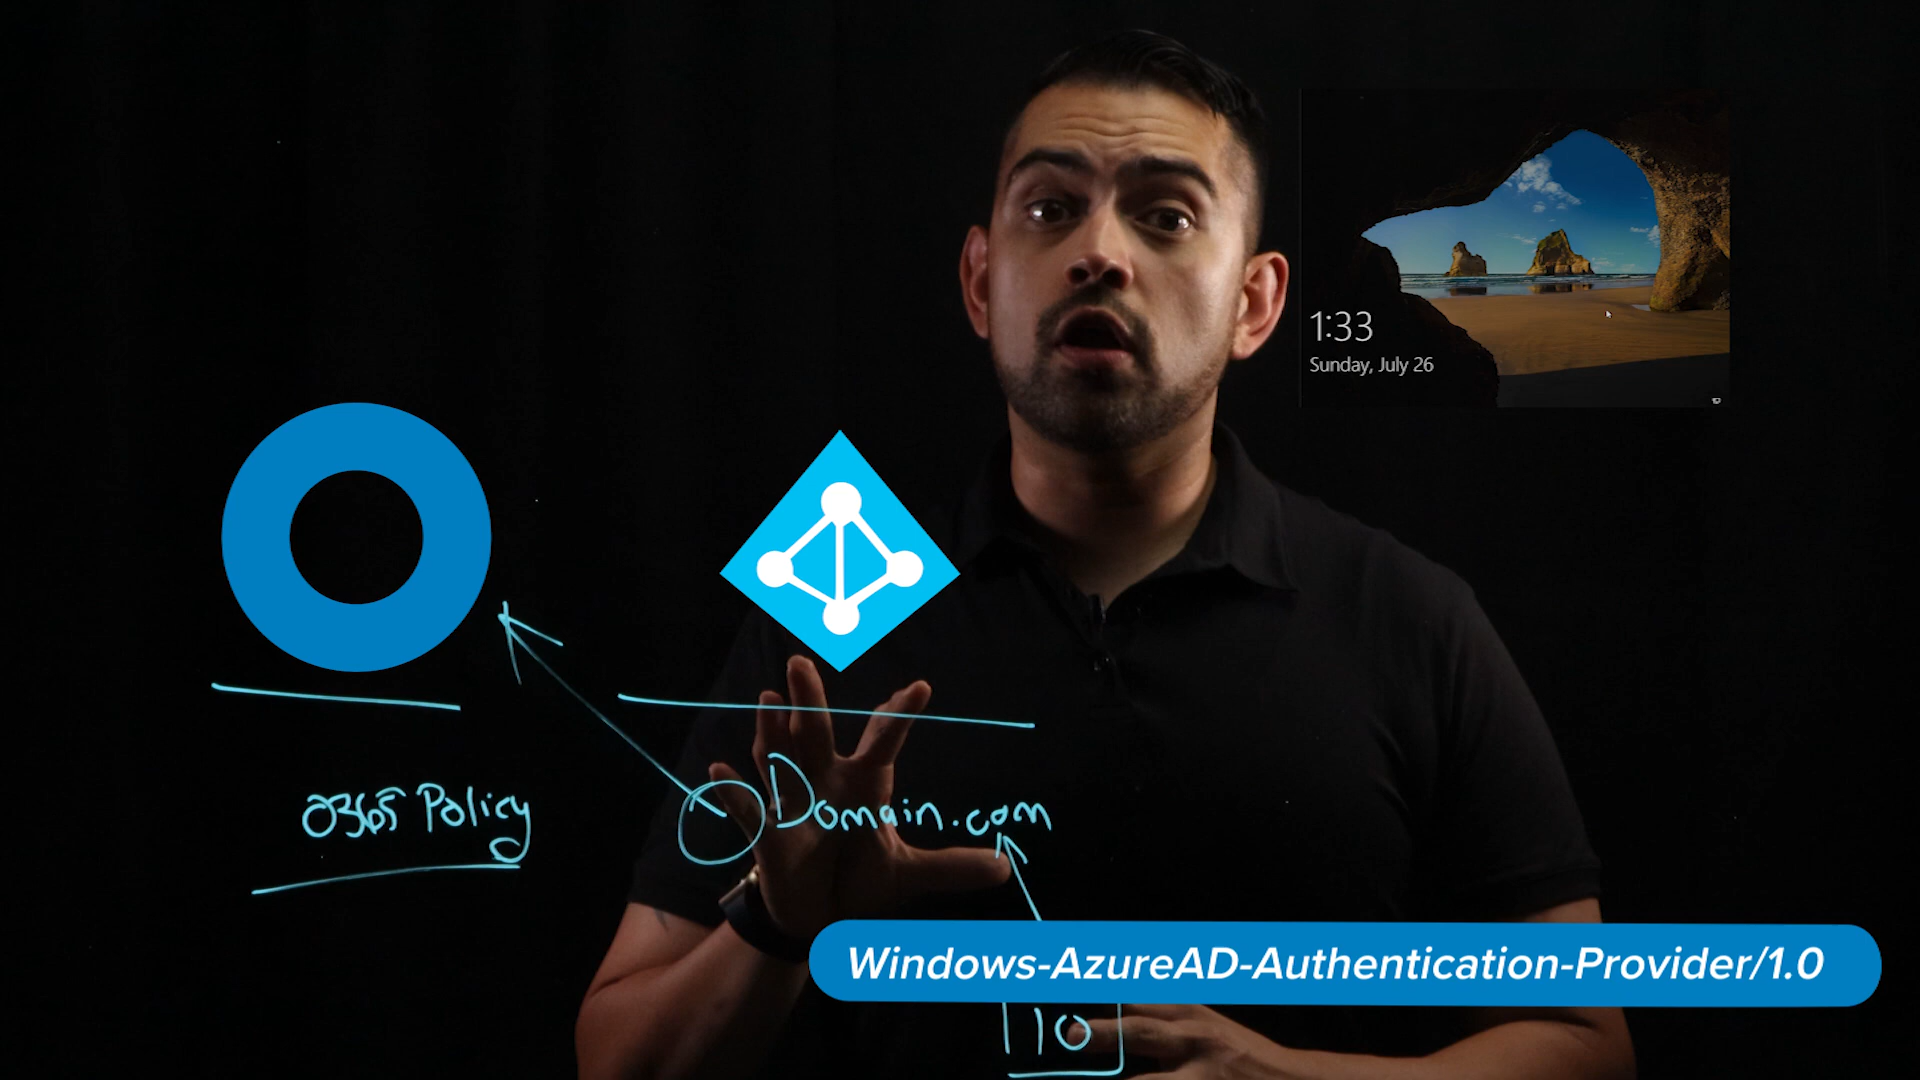 1:33
Sunday, July 26
O365 Policy
Domain.com
Windows-AzureAD-Authentication-Provider/1.0
10